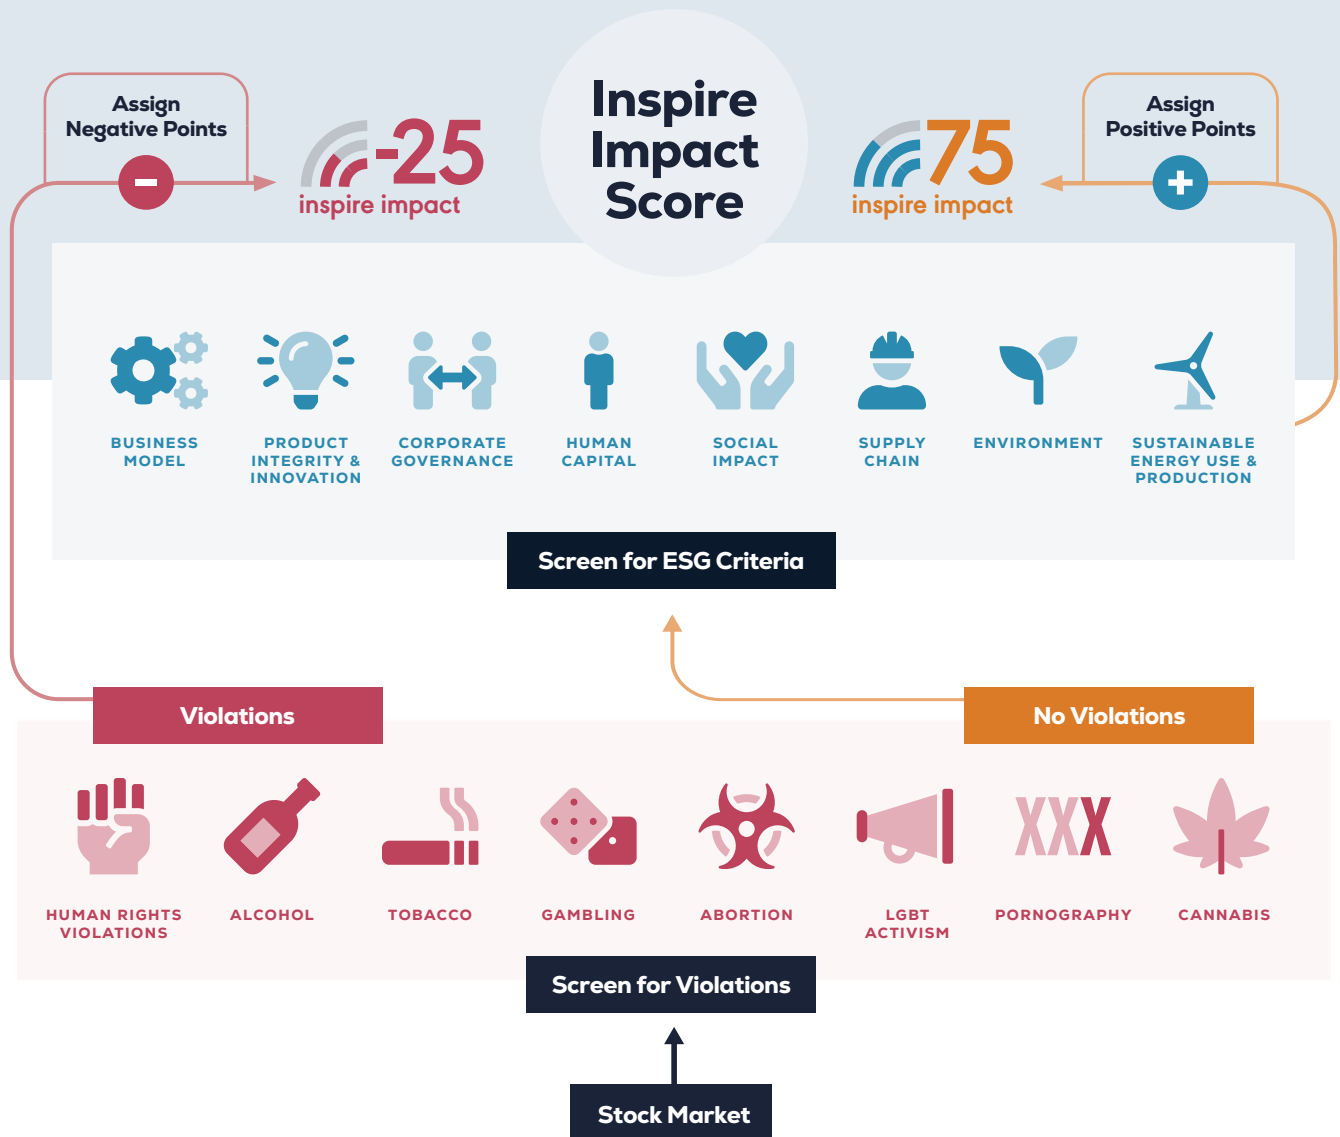 Inspire
Impact
Score
Assign
Negative Points
-25
inspire impact
75
inspire impact
Assign
Positive Points
BUSINESS
MODEL
PRODUCT
INTEGRITY &
INNOVATION
CORPORATE
GOVERNANCE
HUMAN
CAPITAL
SOCIAL
IMPACT
SUPPLY
CHAIN
ENVIRONMENT
SUSTAINABLE
ENERGY USE &
PRODUCTION
Screen for ESG Criteria
Violations
No Violations
XXX
HUMAN RIGHTS
VIOLATIONS
ALCOHOL
TOBACCO
GAMBLING
ABORTION
LGBT
ACTIVISM
PORNOGRAPHY
CANNABIS
Screen for Violations
Stock Market